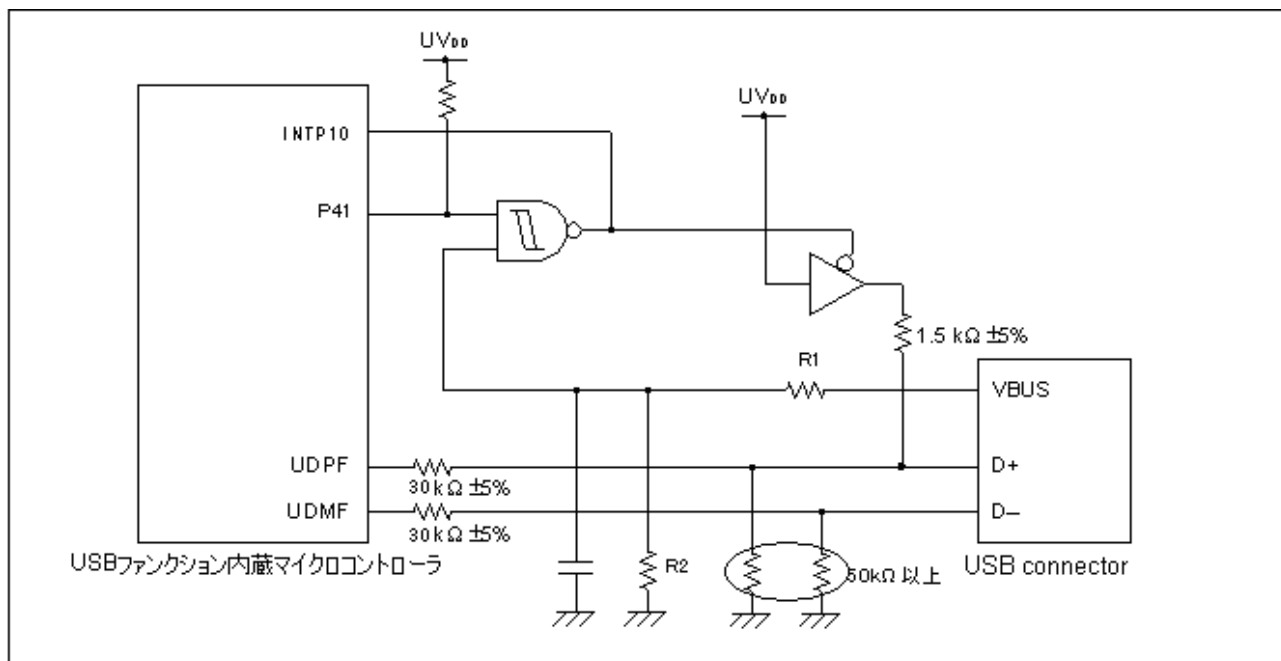 UVDD
UVDD
INTP10
P41
1.5 kΩ ±5%
R1
VBUS
UDPF
D+
30kΩ ±5%
UDMF
D−
30kΩ ±5%
USBファンクション内蔵マイクロコントローラ
R2
50kΩ 以上
USB connector